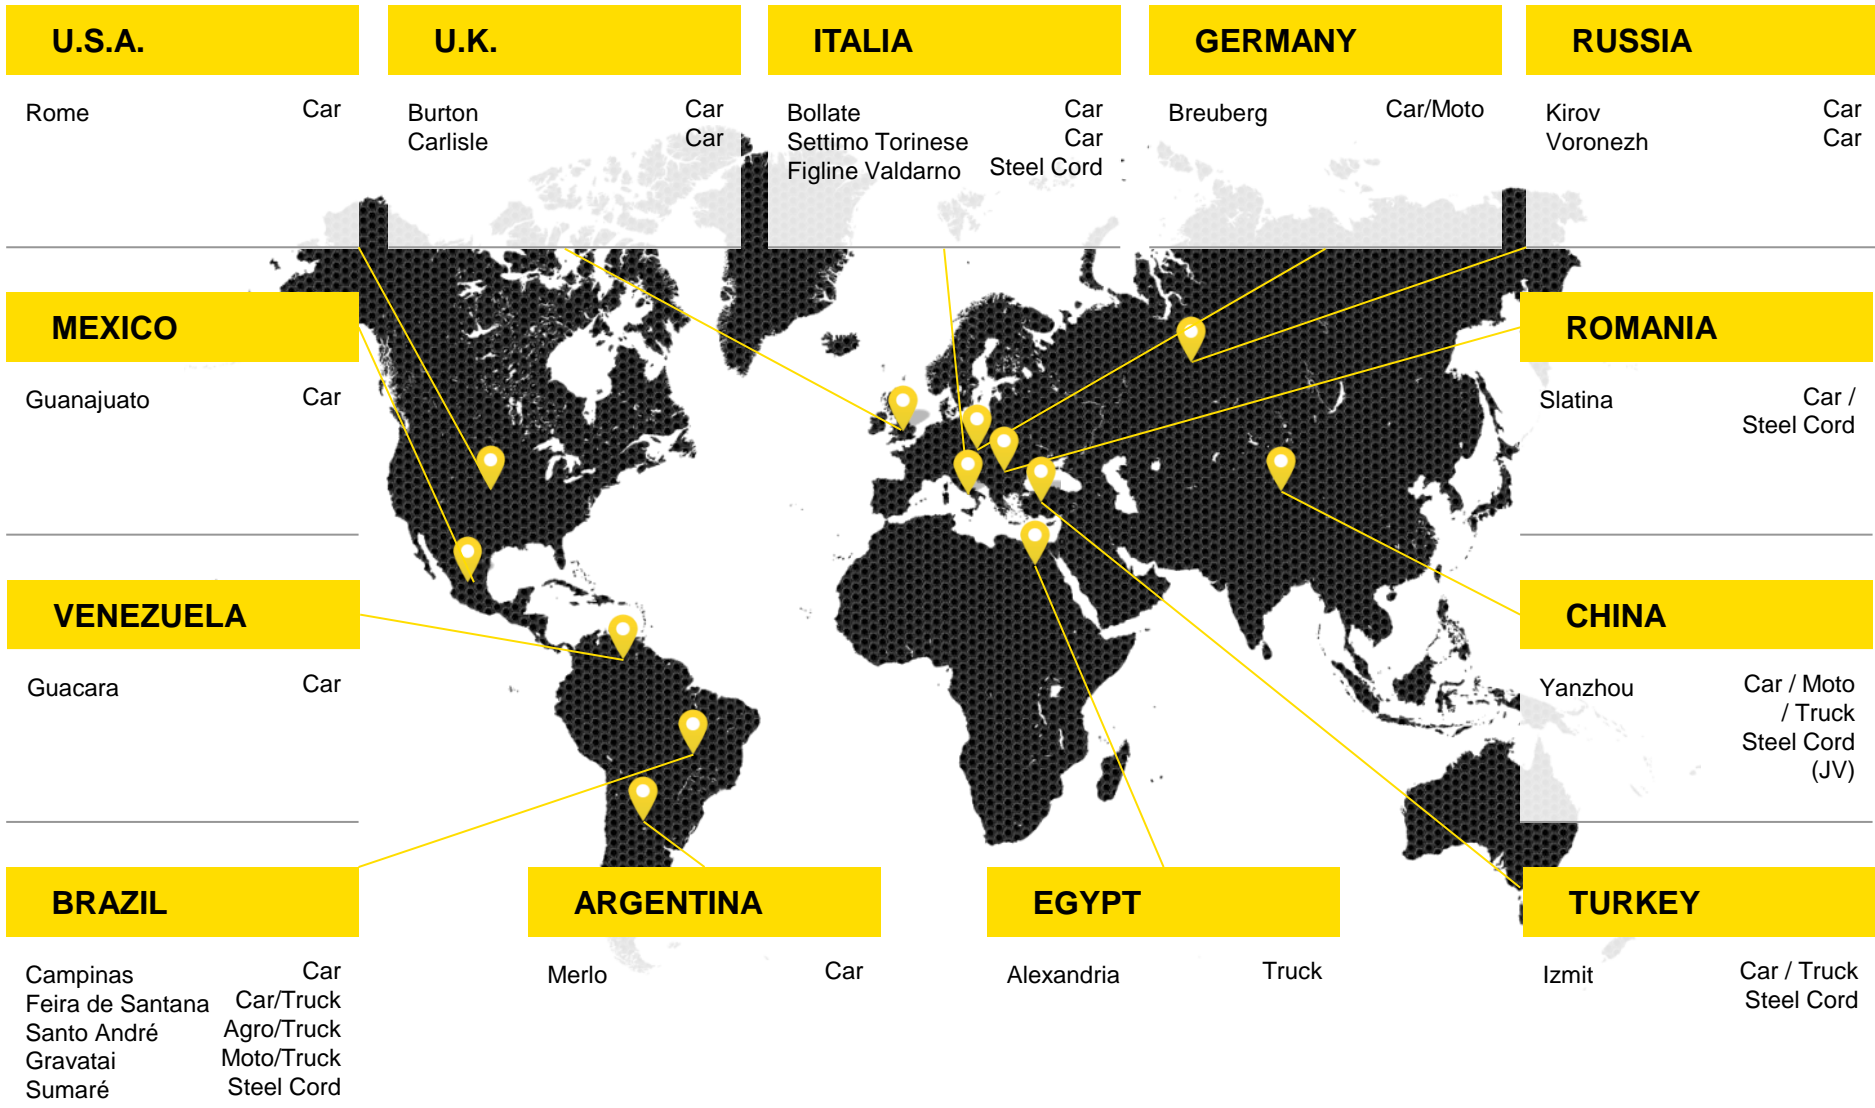 U.S.A.
Rome Car
U.K.
Burton Car
Carlisle Car
ITALIA
Bollate Car
Settimo Torinese Car
Figline Valdarno Steel Cord
GERMANY
Breuberg Car/Moto
RUSSIA
Kirov Car
Voronezh Car
MEXICO
Guanajuato Car
ROMANIA
Slatina Car /
Steel Cord
VENEZUELA
Guacara Car
CHINA
Yanzhou Car / Moto
/ Truck
Steel Cord
(JV)
BRAZIL
Campinas Car
Feira de Santana Car/Truck
Santo André Agro/Truck
Gravatai Moto/Truck
Sumaré Steel Cord
ARGENTINA
Merlo Car
EGYPT
Alexandria Truck
TURKEY
Izmit Car / Truck
Steel Cord